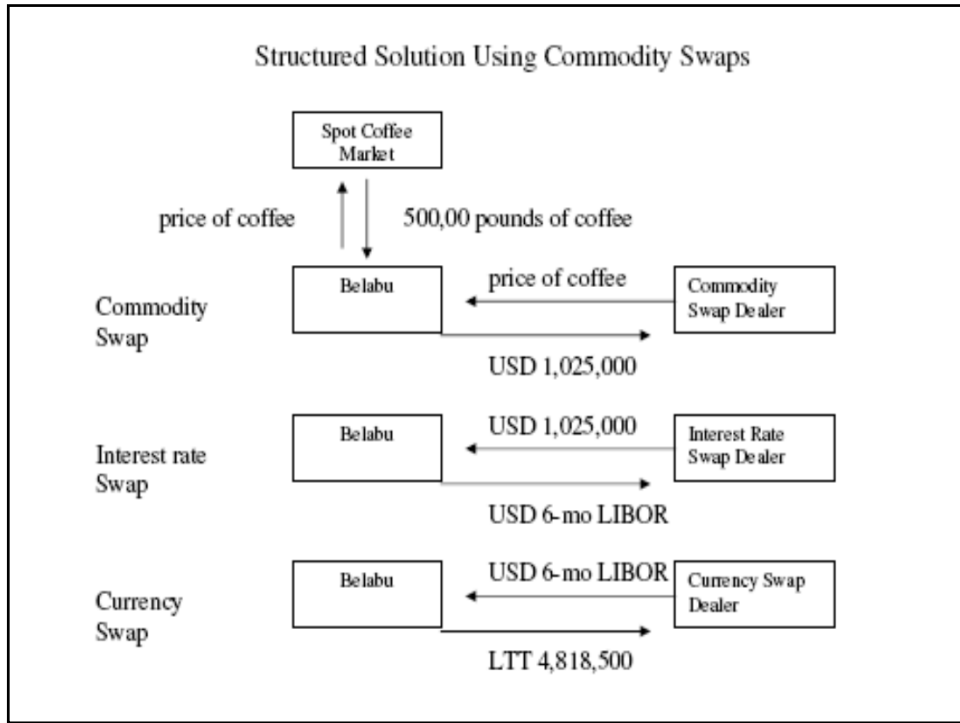 Structured Solution Using Commodity Swaps
Spot Coffee
Market
price of coffee
500,00 pounds of coffee
Commodity
Swap
Belabu
price of coffee
USD 1,025,000
Commodity
Swap Dealer
Interest rate
Swap
Belabu
USD 1,025,000
USD 6-mo LIBOR
Interest Rate
Swap Dealer
Currency
Swap
Belabu
USD 6-mo LIBOR
LTT 4,818,500
Currency Swap
Dealer